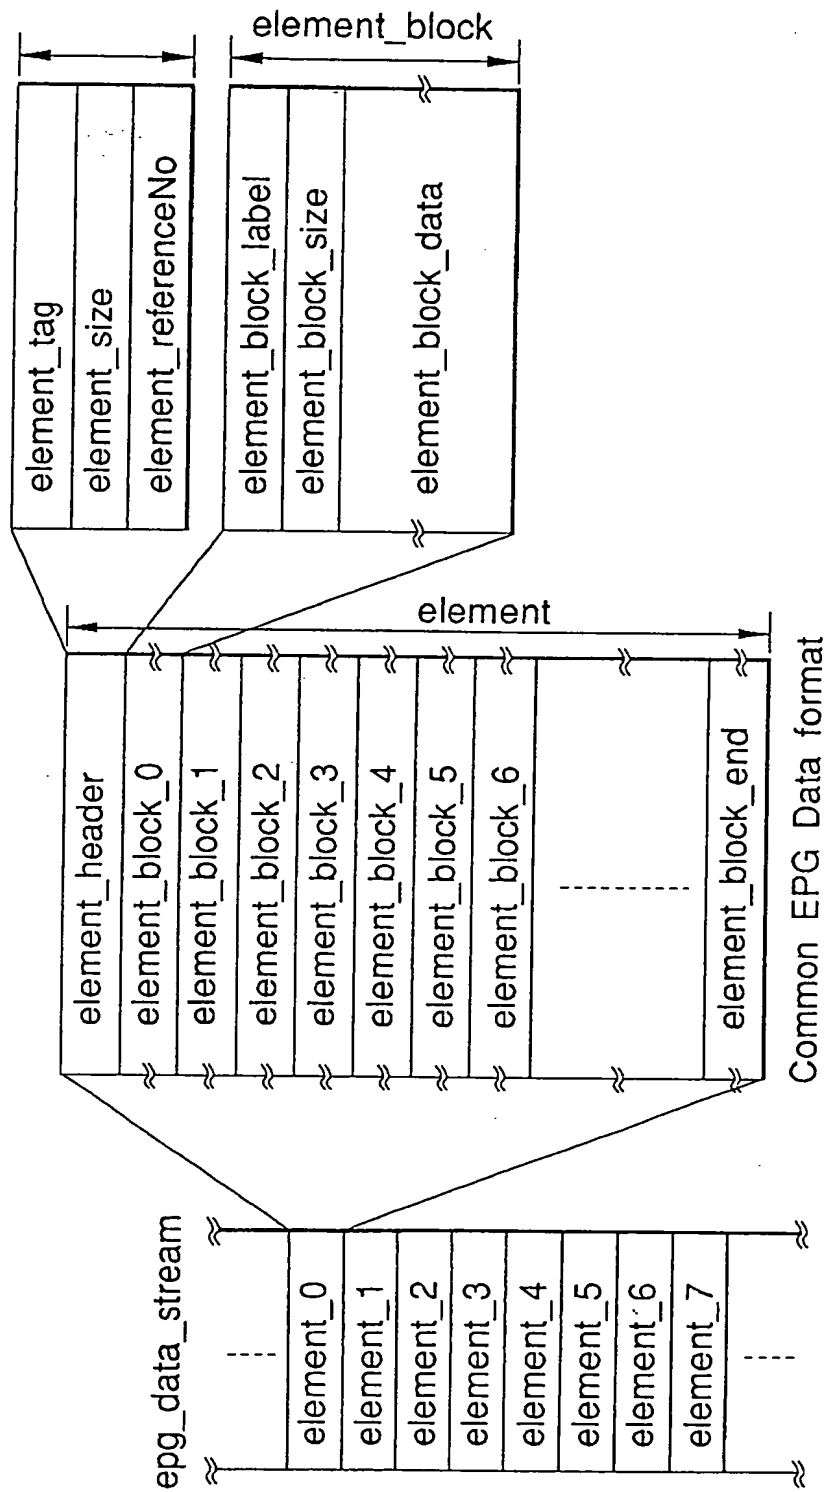 epg_data_stream
element_0
element_1
element_2
element_3
element_4
element_5
element_6
element_7
element_header
element_block_0
element_block_1
element_block_2
element_block_3
element_block_4
element_block_5
element_block_6
element_block_end
element
element_tag
element_size
element_referenceNo
element_block_label
element_block_size
element_block_data
element_block
Common EPG Data format